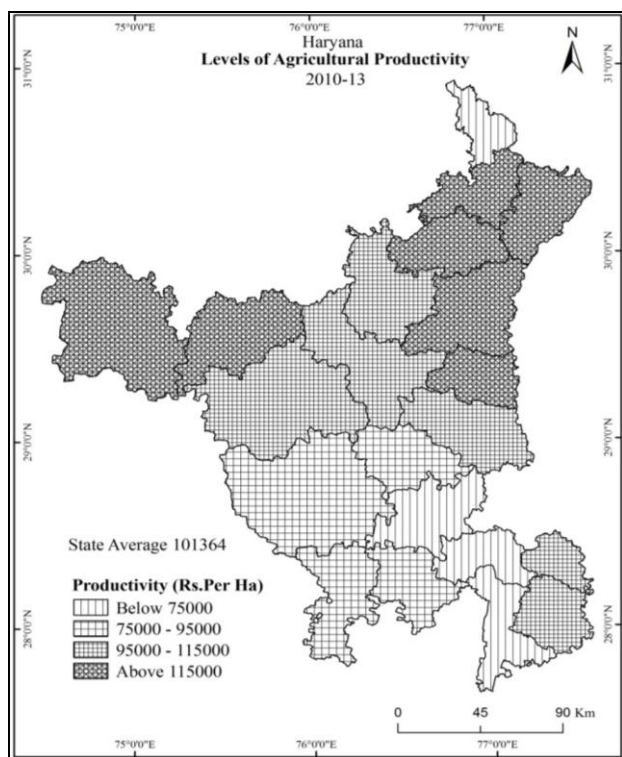 Haryana
Levels of Agricultural Productivity
2010-13
N
75°0'0"E 76°0'0"E 77°0'0"E
31°0'0"N 31°0'0"N
30°0'0"N 30°0'0"N
29°0'0"N 29°0'0"N
28°0'0"N 28°0'0"N
State Average 101364
Productivity (Rs.Per Ha)
Below 75000
75000 - 95000
95000 - 115000
Above 115000
0 45 90 Km
75°0'0"E 76°0'0"E 77°0'0"E